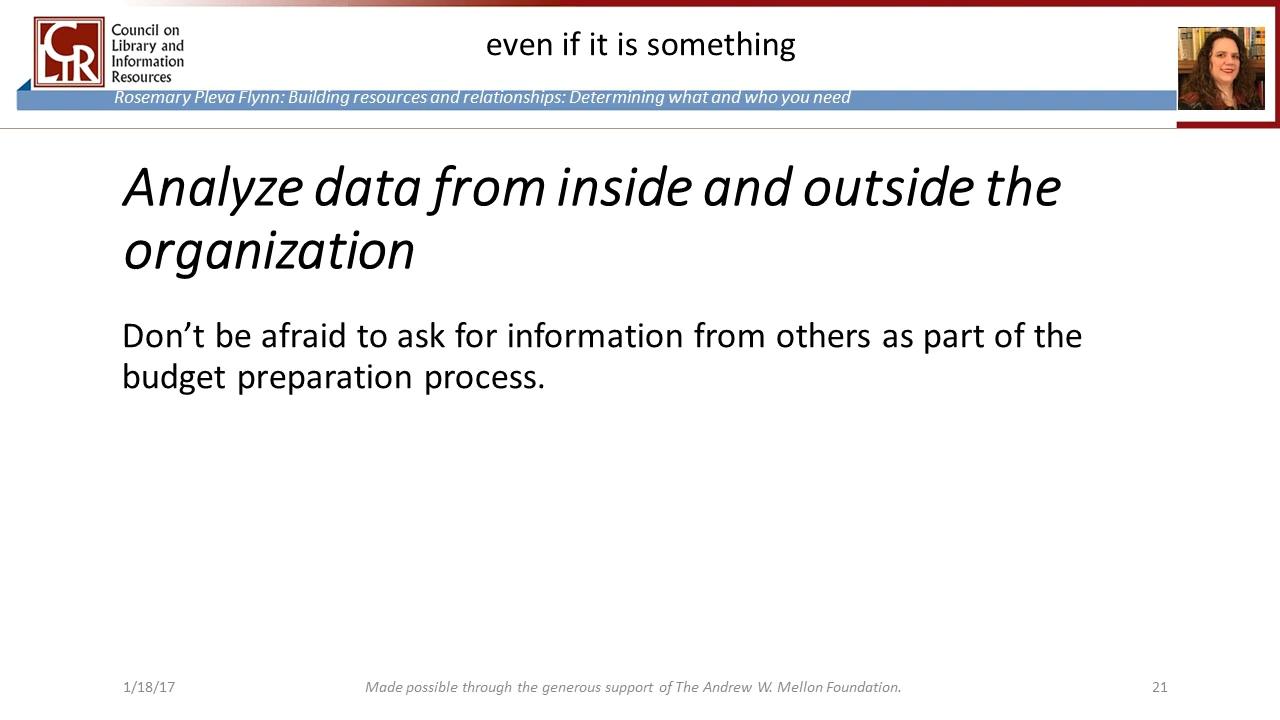 CLIR
Council on
Library and
Information
Resources
even if it is something
Rosemary Pleva Flynn: Building resources and relationships: Determining what and who you need
Analyze data from inside and outside the
organization
Don’t be afraid to ask for information from others as part of the
budget preparation process.
1/18/17
Made possible through the generous support of The Andrew W. Mellon Foundation.
21